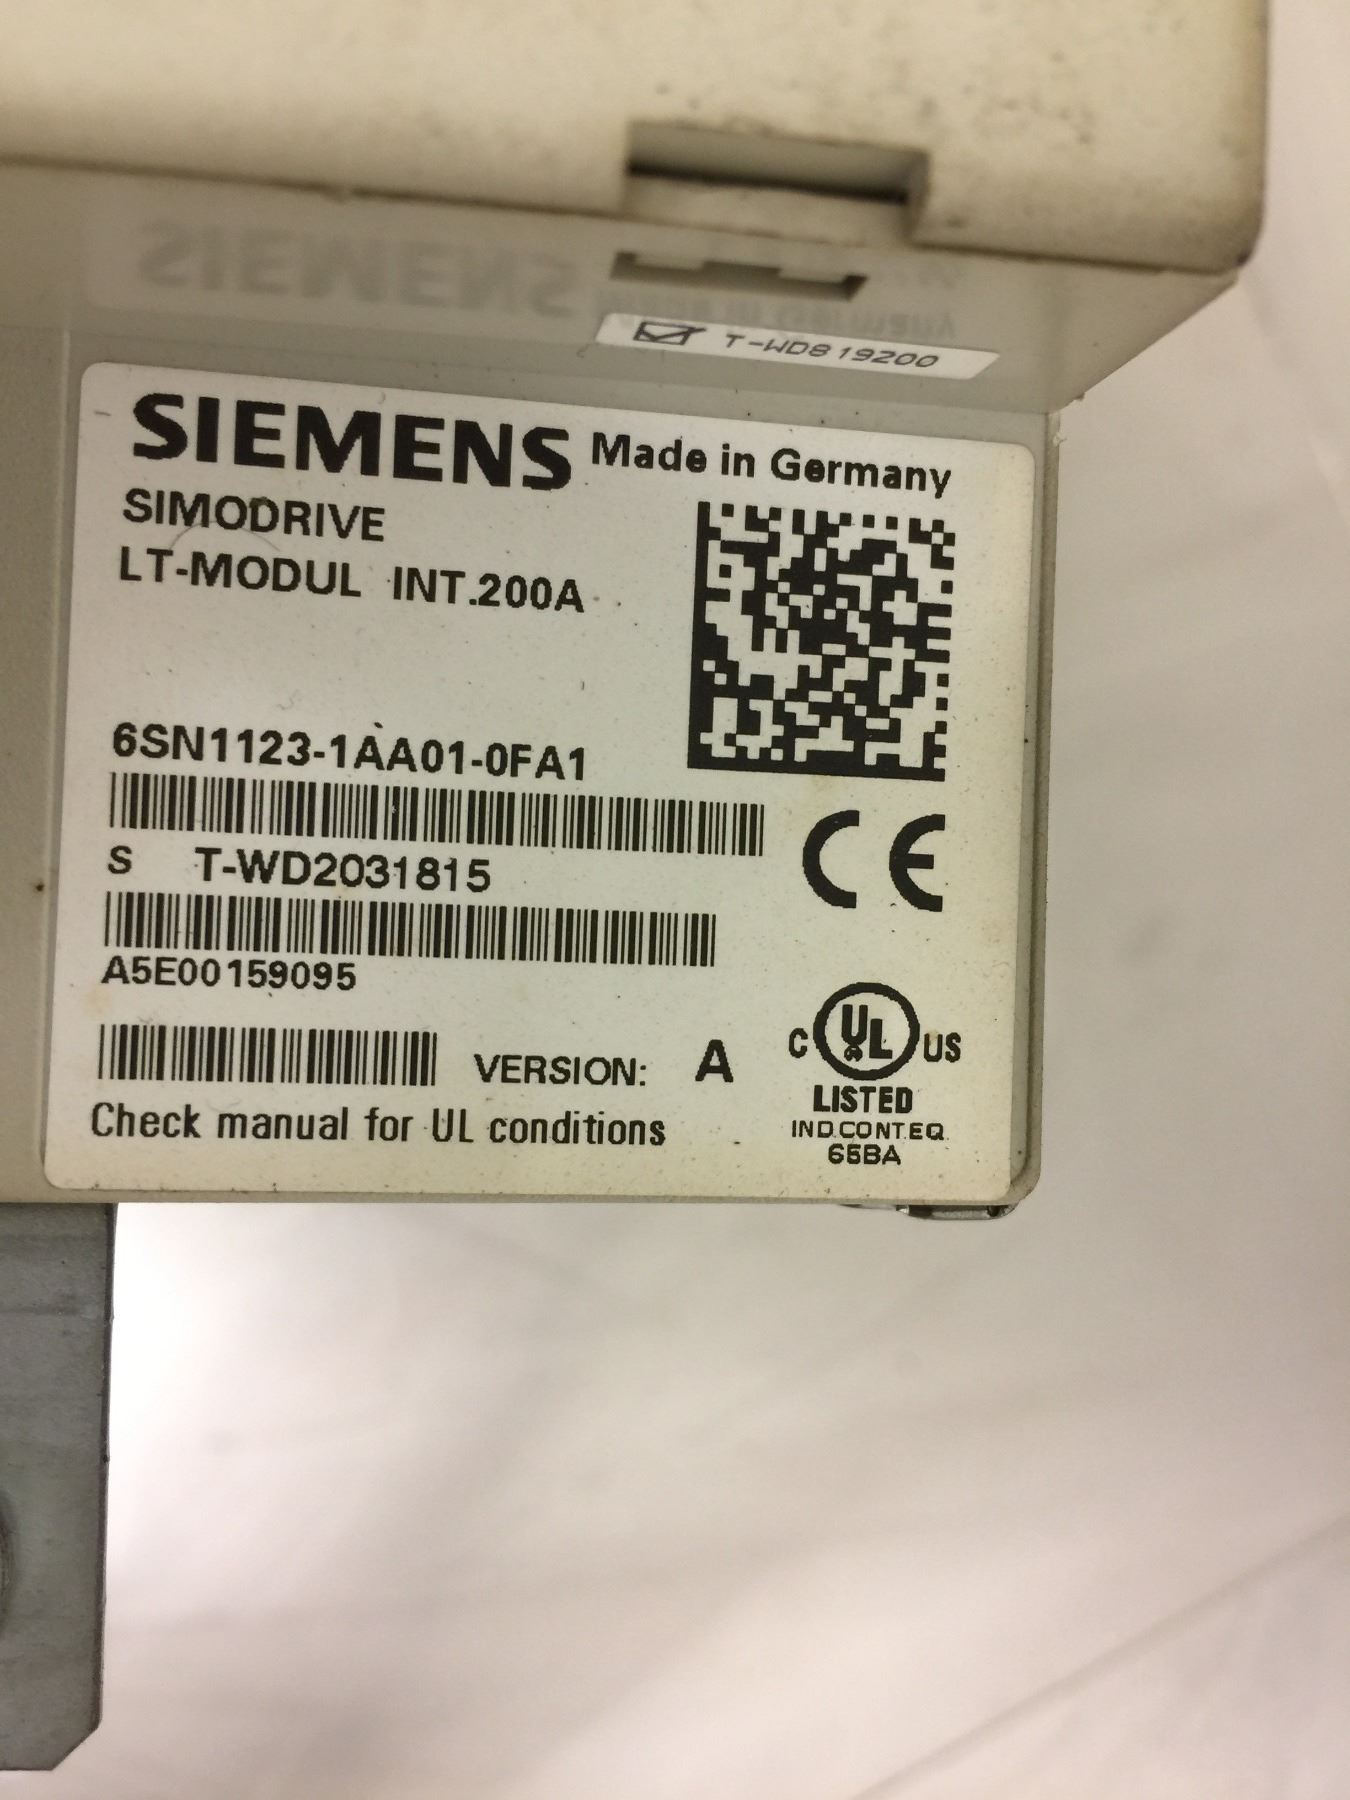 T-WD819200
SIEMENS Made in Germany
SIMODRIVE
LT-MODUL INT.200A
6SN1123-1AA01-0FA1
S T-WD2031815
A5E00159095
VERSION: A
Check manual for UL conditions
CE
C UL US
LISTED
IND.CONT.EQ.
65BA